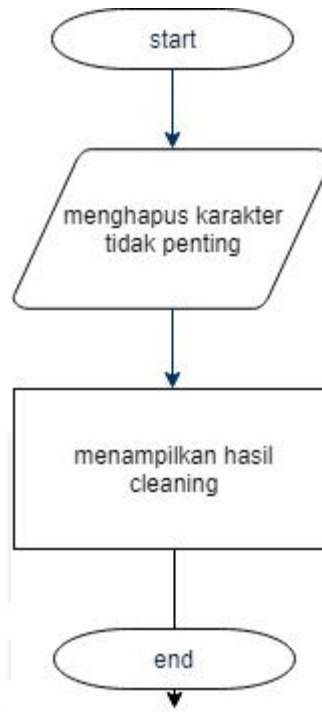 start
menghapus karakter
tidak penting
menampilkan hasil
cleaning
end